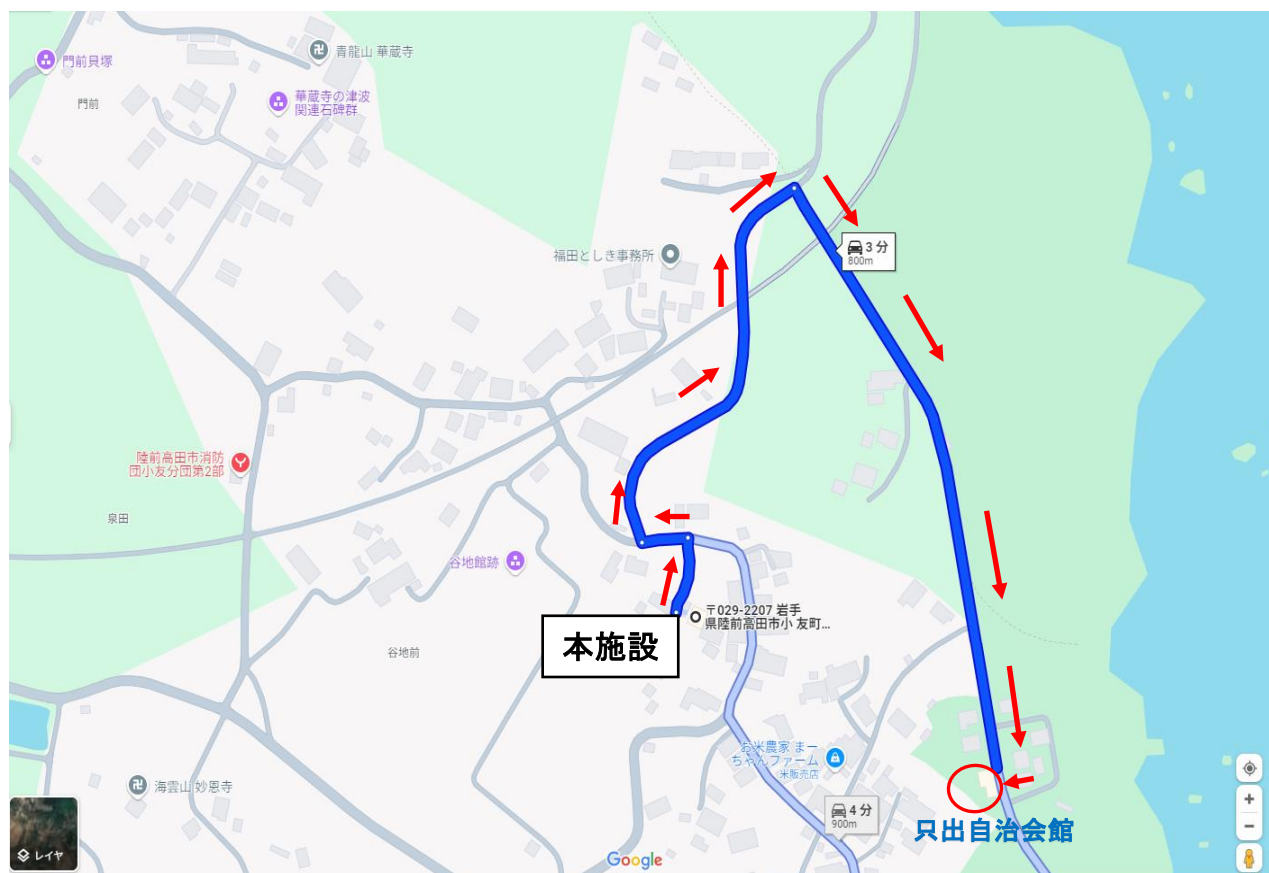 門前貝塚
青龍山 華蔵寺
門前
華蔵寺の津波
関連石碑群
福田としき事務所
3 分
800m
陸前高田市消防
団小友分団第2部
泉田
谷地館跡
〒029-2207 岩手
県陸前高田市小 友町...
本施設
谷地前
お米農家 まー
ちゃんファーム
米販売店
海雲山 妙恩寺
4 分
900m
只出自治会館
レイヤ
Google